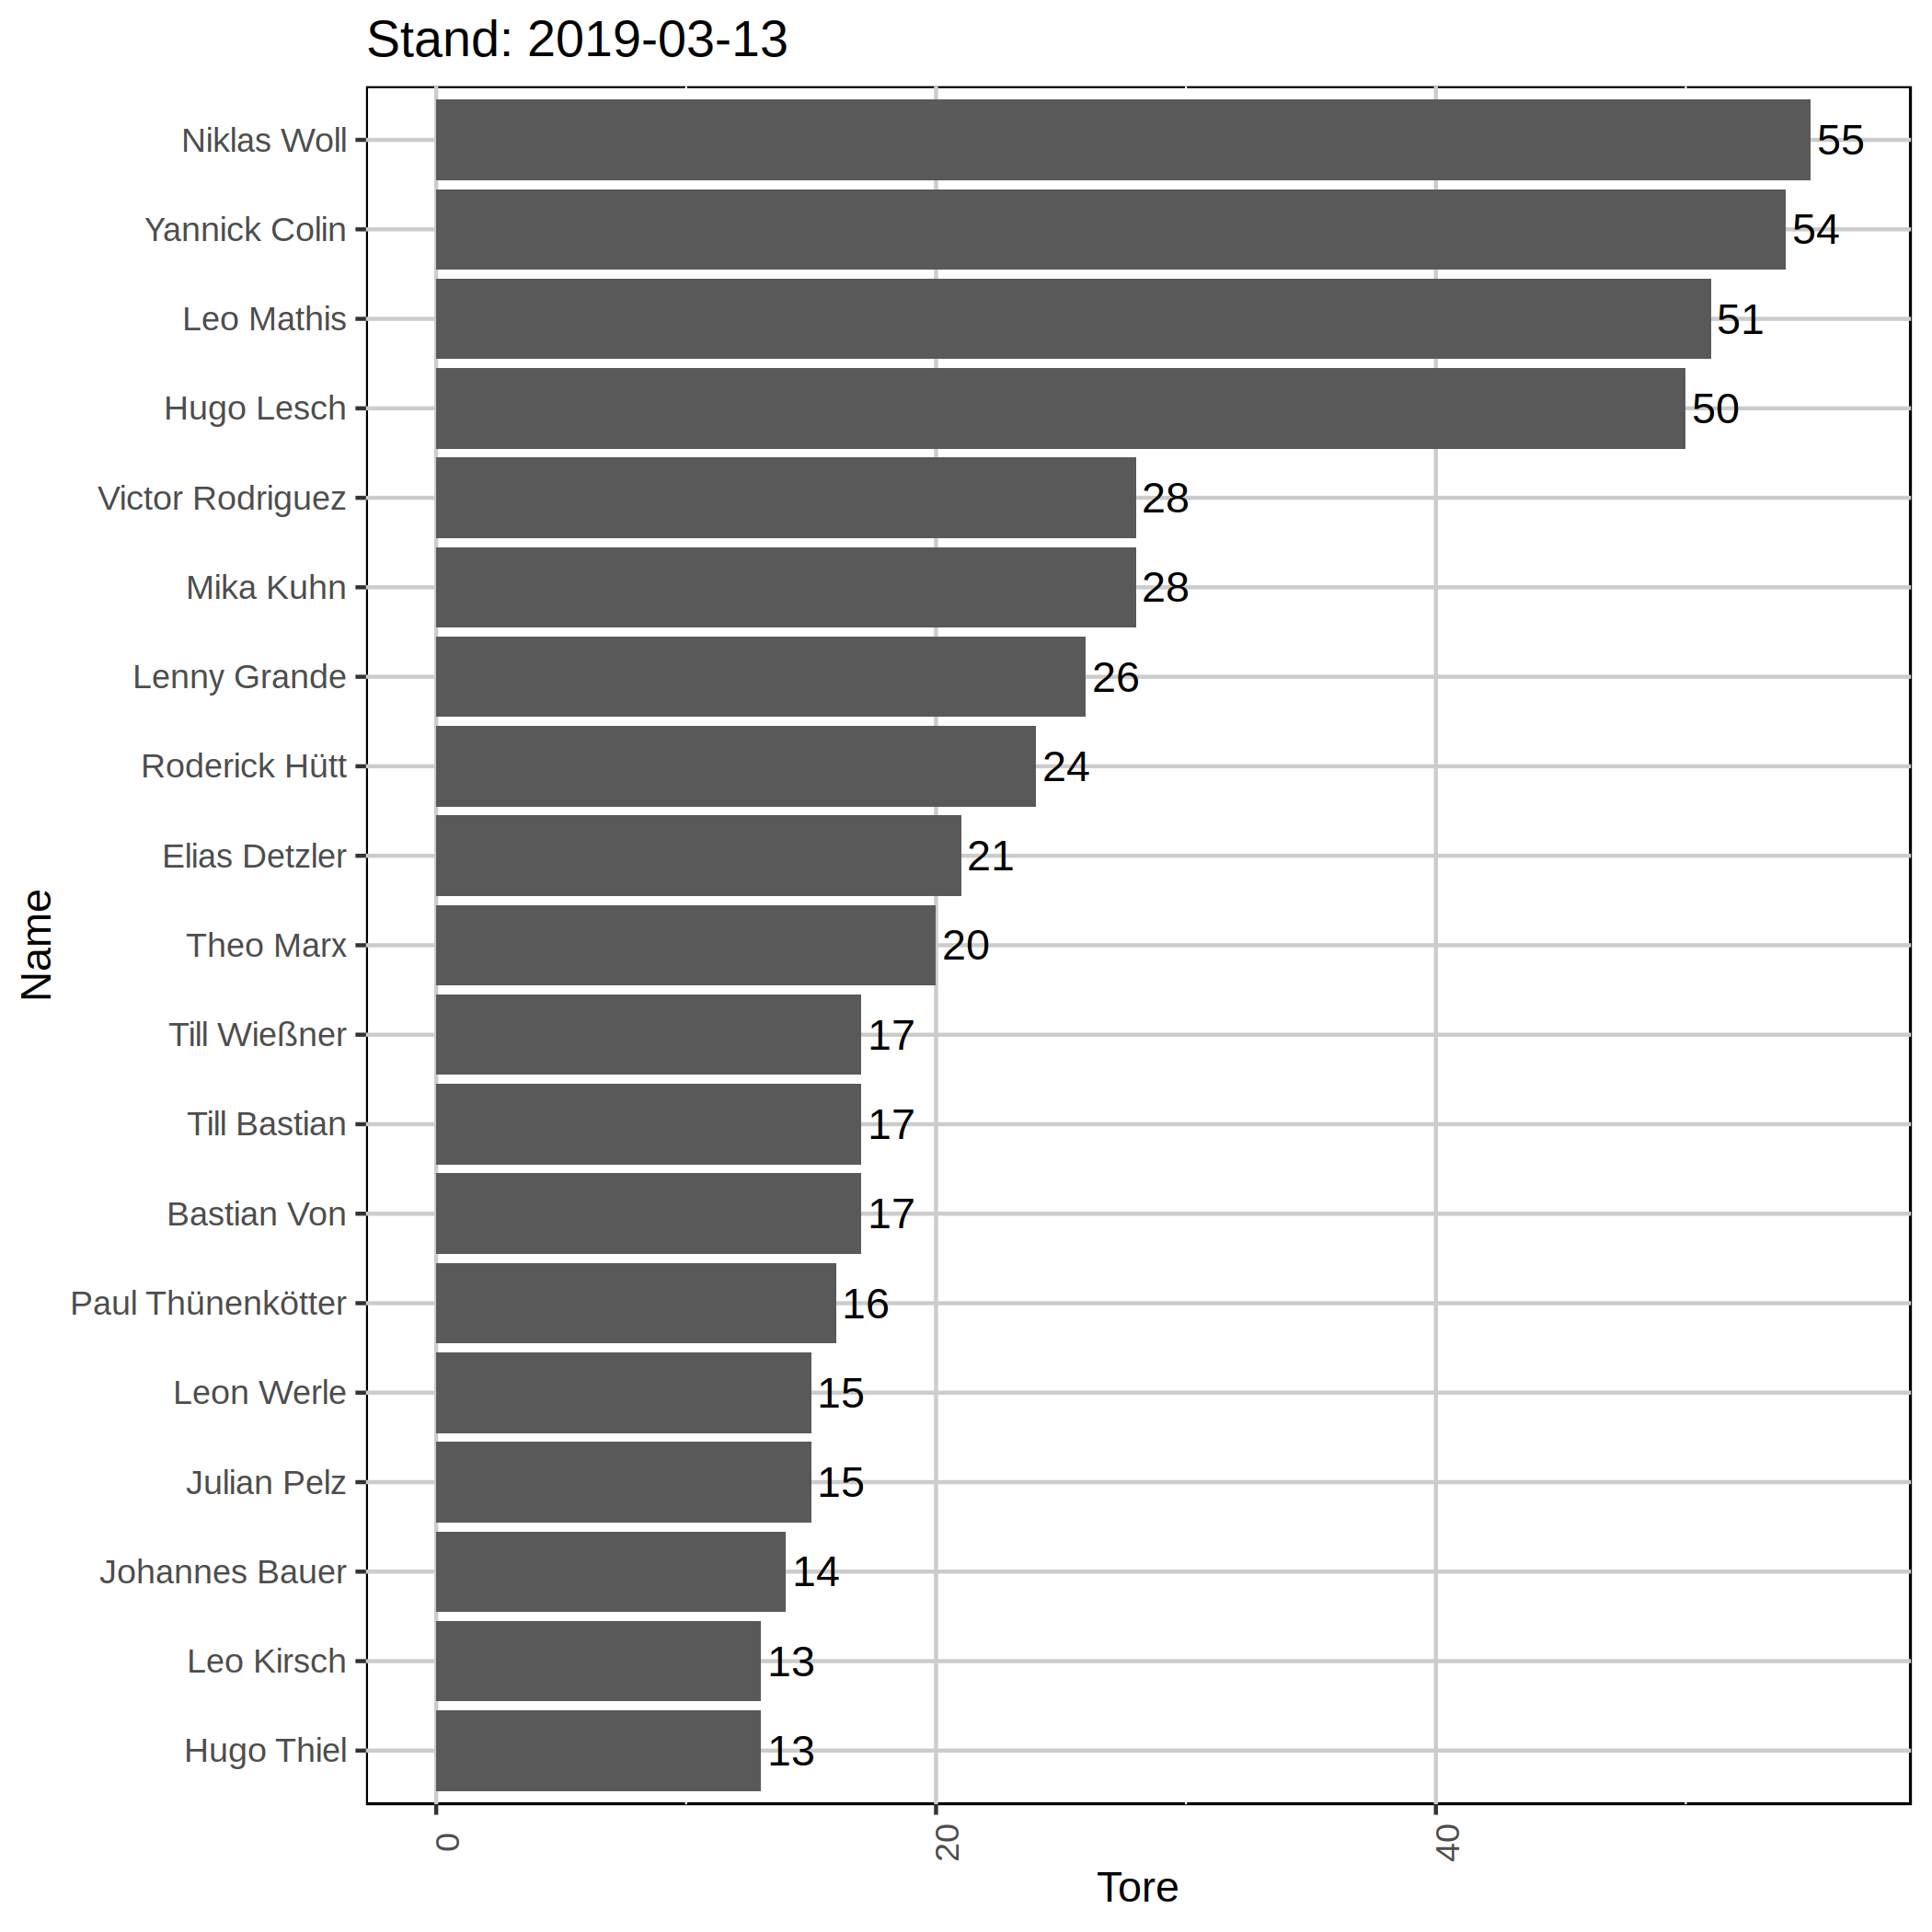 Stand: 2019-03-13
Niklas Woll 55
Yannick Colin 54
Leo Mathis 51
Hugo Lesch 50
Victor Rodriguez 28
Mika Kuhn 28
Lenny Grande 26
Roderick Hütt 24
Elias Detzler 21
Theo Marx 20
Till Wießner 17
Till Bastian 17
Bastian Von 17
Paul Thünenkötter 16
Leon Werle 15
Julian Pelz 15
Johannes Bauer 14
Leo Kirsch 13
Hugo Thiel 13
Name
0 20 40
Tore